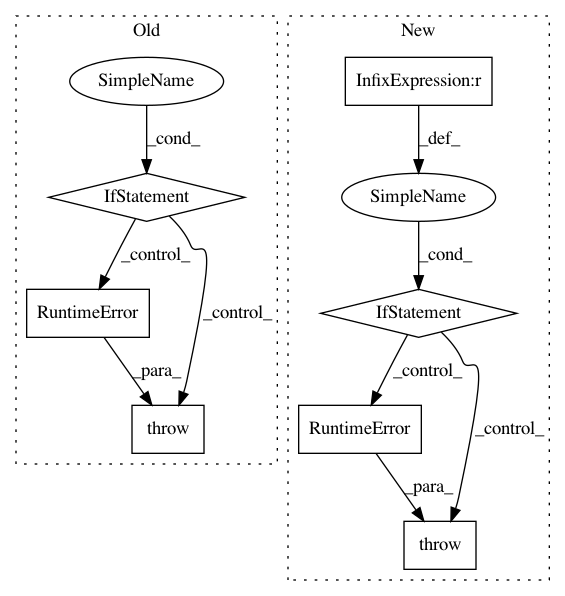 Old
SimpleName
_cond_
IfStatement
_control_
_control_
RuntimeError
_para_
throw
New
InfixExpression:r
_def_
SimpleName
_cond_
IfStatement
_control_
_control_
RuntimeError
_para_
throw